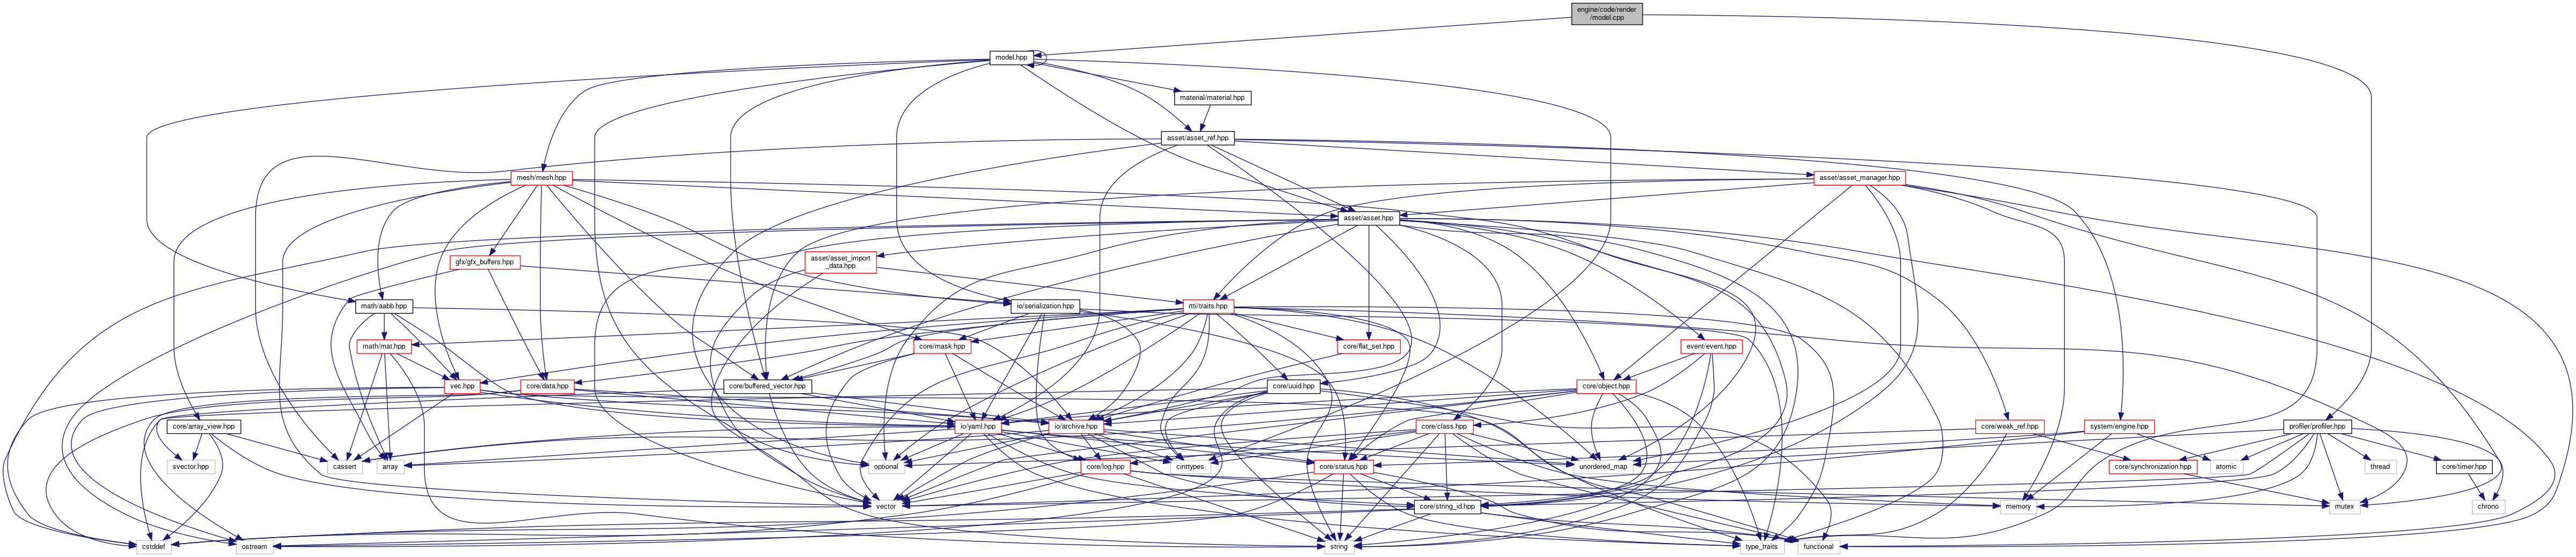 engine/code/render
/model.cpp
model.hpp
material/material.hpp
asset/asset_ref.hpp
mesh/mesh.hpp
asset/asset_manager.hpp
asset/asset.hpp
gfx/gfx_buffers.hpp
asset/asset_import
_data.hpp
math/aabb.hpp
io/serialization.hpp
rtti/traits.hpp
math/mat.hpp
core/mask.hpp
core/flat_set.hpp
event/event.hpp
vec.hpp
core/data.hpp
core/buffered_vector.hpp
core/uuid.hpp
core/object.hpp
core/array_view.hpp
io/yaml.hpp
io/archive.hpp
core/class.hpp
core/weak_ref.hpp
system/engine.hpp
profiler/profiler.hpp
svector.hpp
cassert
array
optional
core/log.hpp
cinttypes
core/status.hpp
unordered_map
core/synchronization.hpp
atomic
thread
core/timer.hpp
vector
core/string_id.hpp
memory
mutex
chrono
cstddef
ostream
string
type_traits
functional